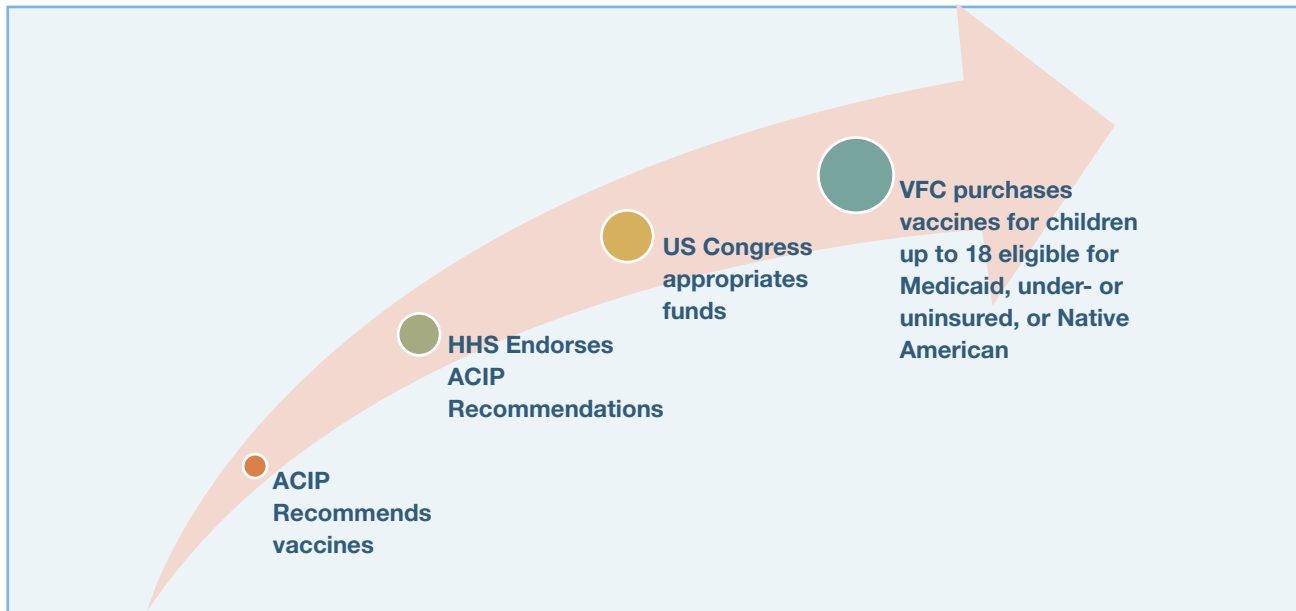 ACIP
Recommends
vaccines
HHS Endorses
ACIP
Recommendations
US Congress
appropriates
funds
VFC purchases
vaccines for children
up to 18 eligible for
Medicaid, under- or
uninsured, or Native
American